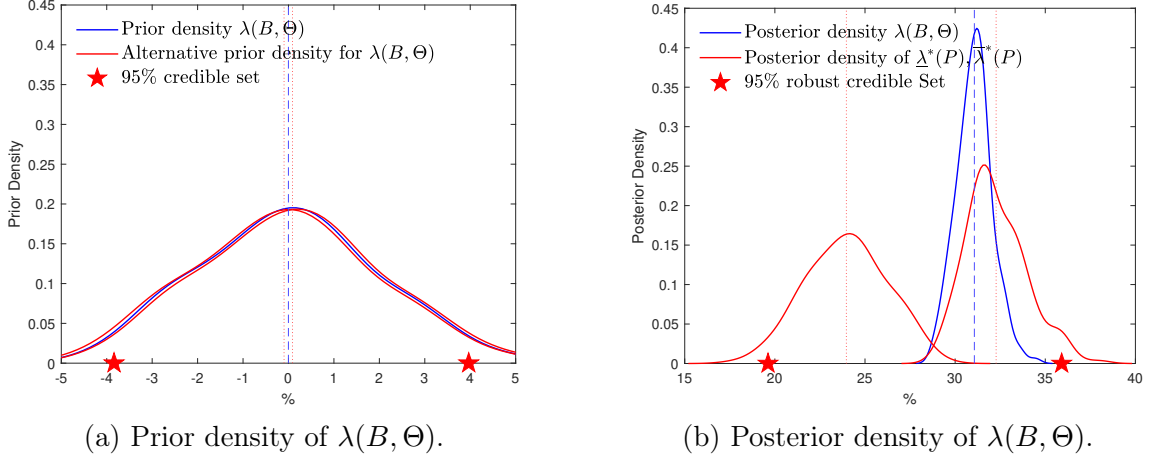 0.45
0.4
0.35
0.3
0.25
0.2
0.15
0.1
0.05
0
Prior Density
Prior density λ(B, Θ)
Alternative prior density for λ(B, Θ)
95% credible set
-5 -4 -3 -2 -1 0 1 2 3 4 5
%
(a) Prior density of λ(B, Θ).
0.45
0.4
0.35
0.3
0.25
0.2
0.15
0.1
0.05
0
Posterior Density
Posterior density λ(B, Θ)
Posterior density of λ̲*(P), λ̅*(P)
95% robust credible Set
15 20 25 30 35 40
%
(b) Posterior density of λ(B, Θ).